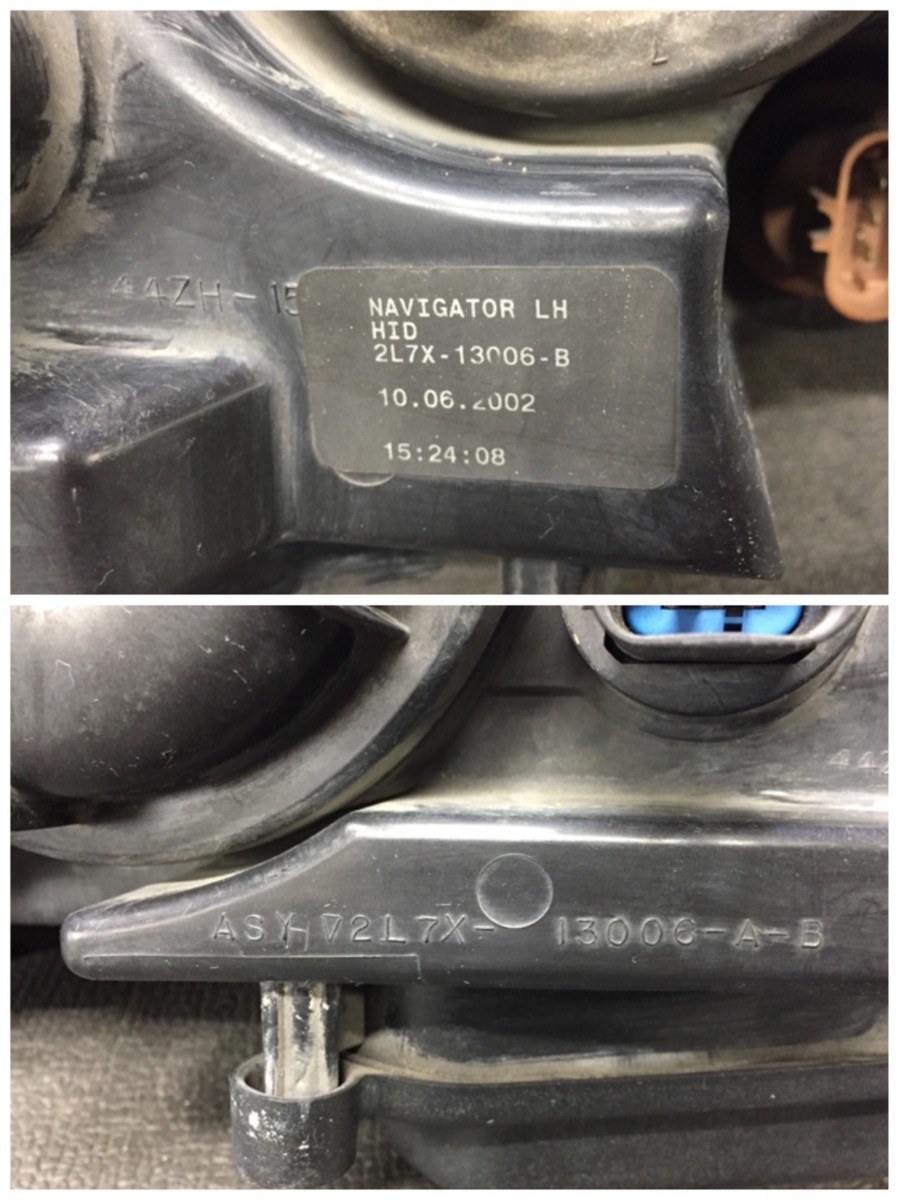 L
44ZH-15
NAVIGATOR LH
HID
2L7X-13006-B
10.06.2002
15:24:08
44Z
ASY 72L7X- 13006-A-B